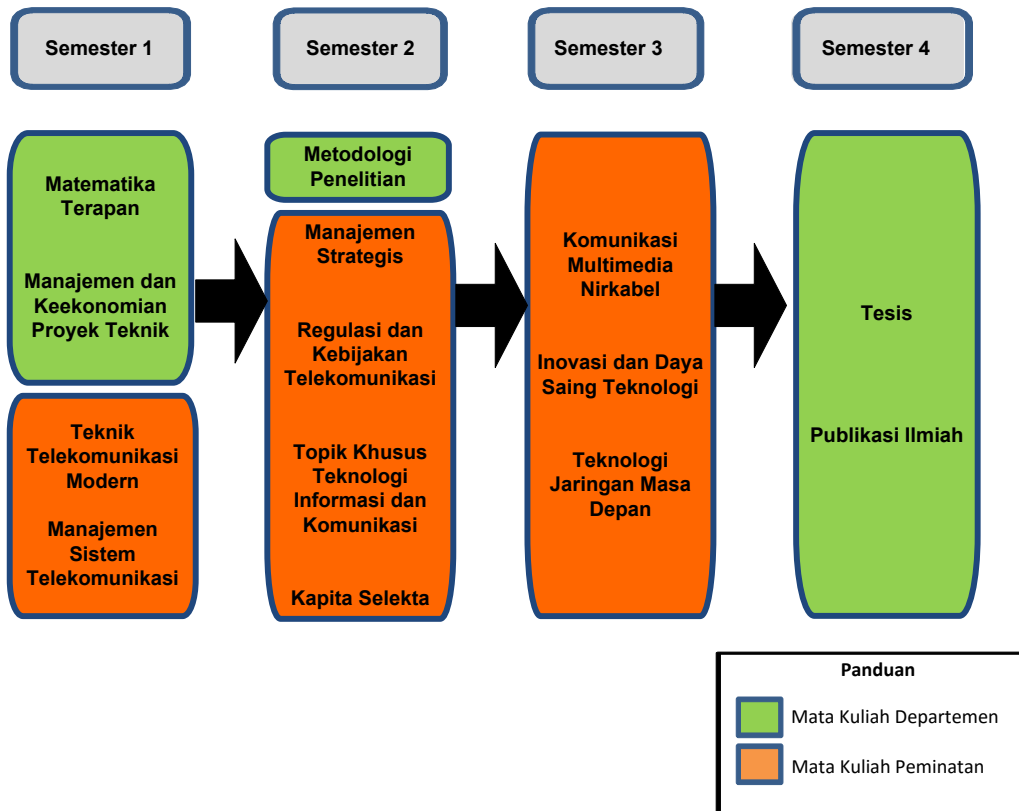 Semester 1
Semester 2
Semester 3
Semester 4
Matematika
Terapan
Manajemen dan
Keekonomian
Proyek Teknik
Teknik
Telekomunikasi
Modern
Manajemen
Sistem
Telekomunikasi
Metodologi
Penelitian
Manajemen
Strategis
Regulasi dan
Kebijakan
Telekomunikasi
Topik Khusus
Teknologi
Informasi dan
Komunikasi
Kapita Selekta
Komunikasi
Multimedia
Nirkabel
Inovasi dan Daya
Saing Teknologi
Teknologi
Jaringan Masa
Depan
Tesis
Publikasi Ilmiah
Panduan
Mata Kuliah Departemen
Mata Kuliah Peminatan